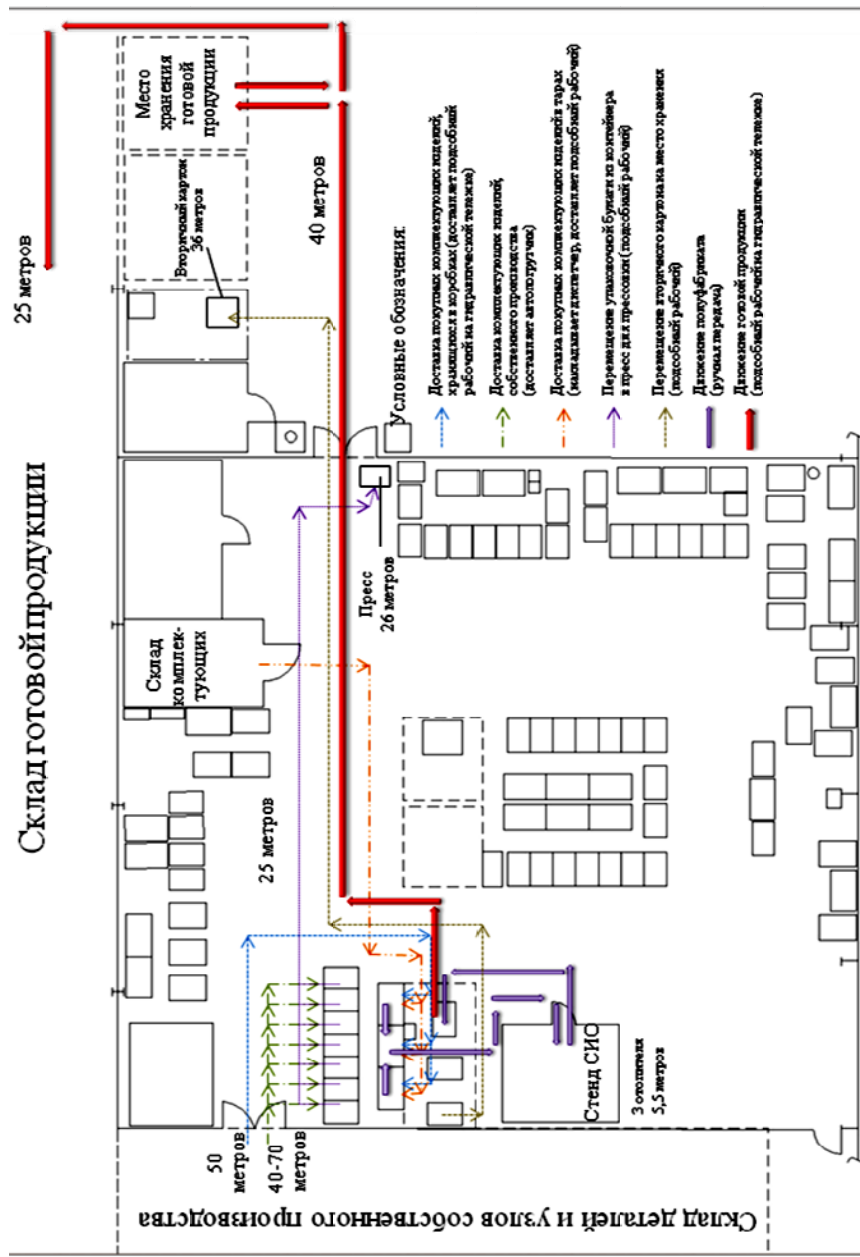 Склад готовой продукции
25 метров
Место
хранения
готовой
продукции
Вторичный картон
36 метров
40 метров
Склад
комплек-
тующих
Пресс
26 метров
25 метров
50
метров
40-70
метров
Стенд СИО
3 отопителя
5,5 метров
Склад деталей и узлов собственного производства
Условные обозначения:
Доставка покупных комплектующих изделий,
хранящихся в коробках (доставляет подсобный
рабочий на гидравлической тележке)
Доставка комплектующих изделий,
собственного производства
(доставляет автопогрузчик)
Доставка покупных комплектующих изделий в тарах
(накладывает диспетчер, доставляет подсобный рабочий)
Перемещение упаковочной бумаги из контейнера
в пресс для прессовки (подсобный рабочий)
Перемещение вторичного картона на место хранения
(подсобный рабочий)
Движение полуфабриката
(ручная передача)
Движение готовой продукции
(подсобный рабочий на гидравлической тележке)